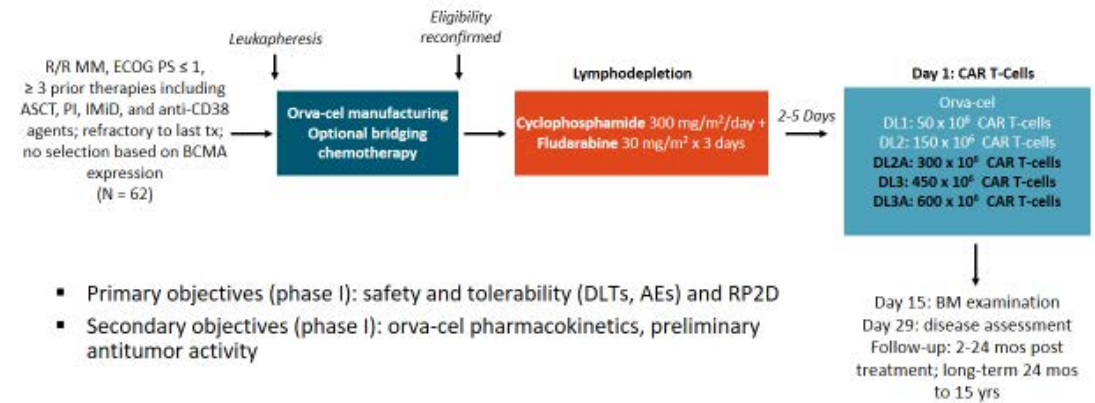 Leukapheresis
Eligibility
reconfirmed
R/R MM, ECOG PS ≤ 1,
≥ 3 prior therapies including
ASCT, PI, IMiD, and anti-CD38
agents; refractory to last tx;
no selection based on BCMA
expression
(N = 62)
Orva-cel manufacturing
Optional bridging
chemotherapy
Lymphodepletion
Cyclophosphamide 300 mg/m²/day +
Fludarabine 30 mg/m² x 3 days
2-5 Days
Day 1: CAR T-Cells
Orva-cel
DL1: 50 x 10⁶ CAR T-cells
DL2: 150 x 10⁶ CAR T-cells
DL2A: 300 x 10⁶ CAR T-cells
DL3: 450 x 10⁶ CAR T-cells
DL3A: 600 x 10⁶ CAR T-cells
Day 15: BM examination
Day 29: disease assessment
Follow-up: 2-24 mos post
treatment; long-term 24 mos
to 15 yrs
▪ Primary objectives (phase I): safety and tolerability (DLTs, AEs) and RP2D
▪ Secondary objectives (phase I): orva-cel pharmacokinetics, preliminary
antitumor activity